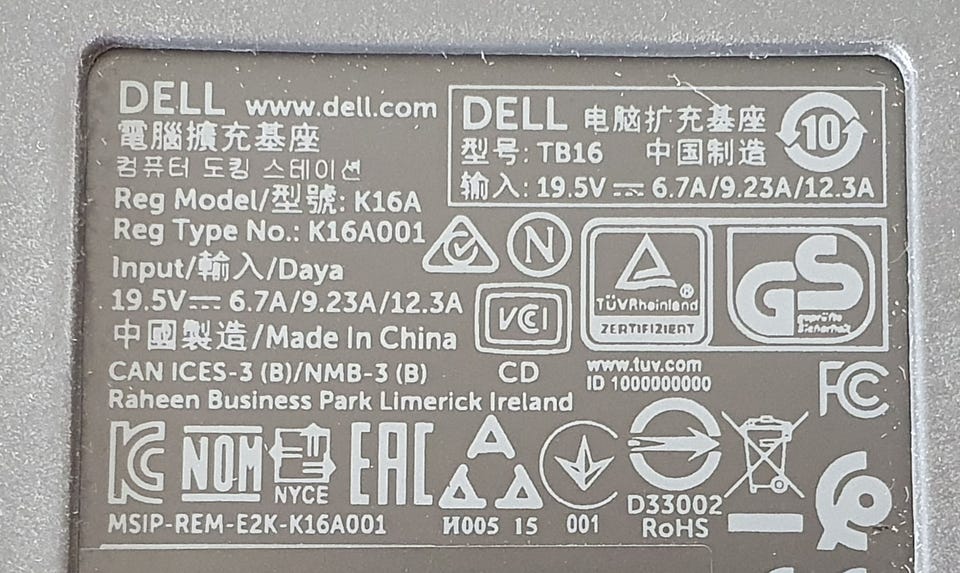 DELL www.dell.com
電腦擴充基座
컴퓨터 도킹 스테이션
Reg Model/型號: K16A
Reg Type No.: K16A001
Input/輸入/Daya
19.5V⎓ 6.7A/9.23A/12.3A
中國製造/Made In China
CAN ICES-3 (B)/NMB-3 (B)
Raheen Business Park Limerick Ireland
DELL 电脑扩充基座
型号: TB16 中国制造
10
输入: 19.5V⎓ 6.7A/9.23A/12.3A
N
VCI
CD
TÜVRheinland®
ZERTIFIZIERT
GS
geprüfte
Sicherheit
www.tuv.com
ID 1000000000
FC
KC
NOM
NYCE
EAC
MSIP-REM-E2K-K16A001
И005 15
001
D33002
RoHS